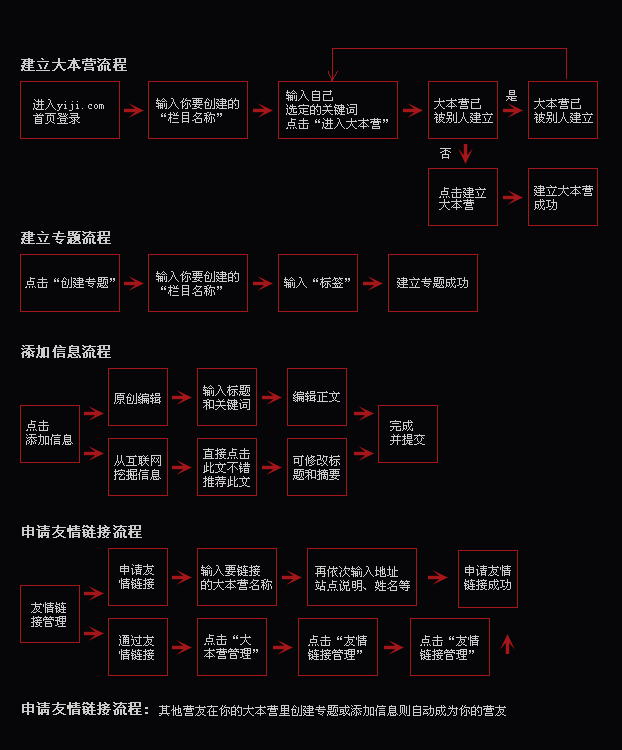 建立大本营流程
进入yiji.com
首页登录
输入你要创建的
“栏目名称”
输入自己
选定的关键词
点击“进入大本营”
大本营已
被别人建立
是
大本营已
被别人建立
否
点击建立
大本营
建立大本营
成功
建立专题流程
点击“创建专题”
输入你要创建的
“栏目名称”
输入“标签”
建立专题成功
添加信息流程
点击
添加信息
原创编辑
输入标题
和关键词
编辑正文
从互联网
挖掘信息
直接点击
此文不错
推荐此文
可修改标
题和摘要
完成
并提交
申请友情链接流程
友情链
接管理
申请友
情链接
输入要链接
的大本营名称
再依次输入地址
站点说明、姓名等
申请友情
链接成功
通过友
情链接
点击“大
本营管理”
点击“友情
链接管理”
点击“友情
链接管理”
申请友情链接流程：其他营友在你的大本营里创建专题或添加信息则自动成为你的营友